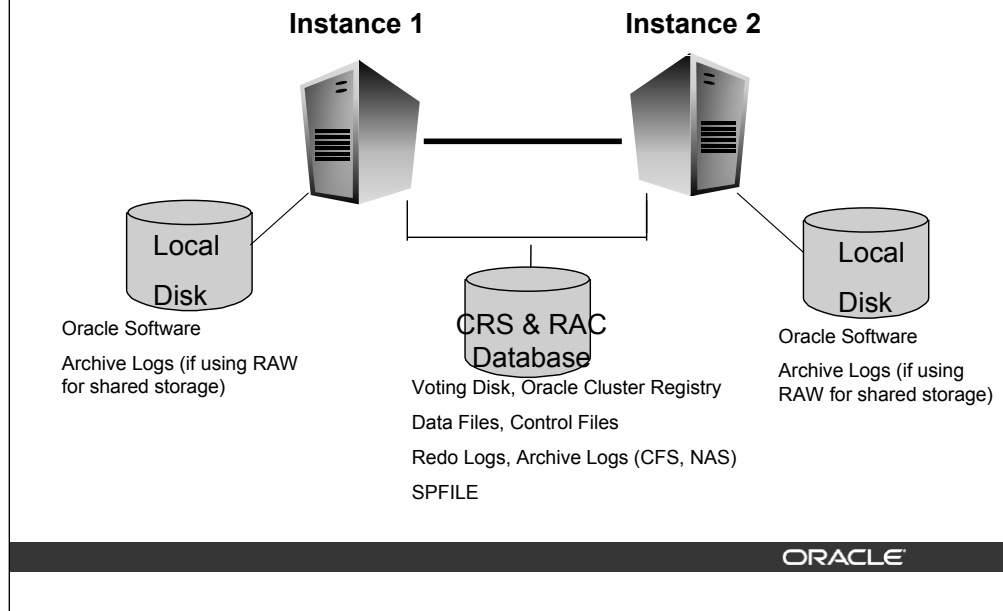 Instance 1
Instance 2
Local
Disk
Oracle Software
Archive Logs (if using RAW
for shared storage)
CRS & RAC
Database
Voting Disk, Oracle Cluster Registry
Data Files, Control Files
Redo Logs, Archive Logs (CFS, NAS)
SPFILE
Local
Disk
Oracle Software
Archive Logs (if using
RAW for shared storage)
ORACLE